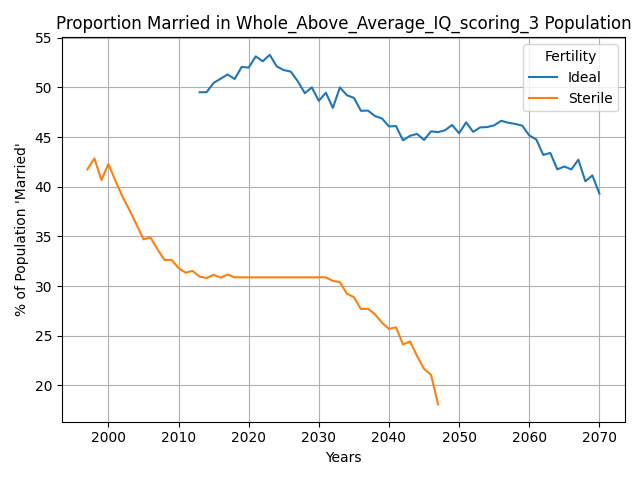 Proportion Married in Whole_Above_Average_IQ_scoring_3 Population
Fertility
Ideal
Sterile
% of Population 'Married'
55
50
45
40
35
30
25
20
2000 2010 2020 2030 2040 2050 2060 2070
Years